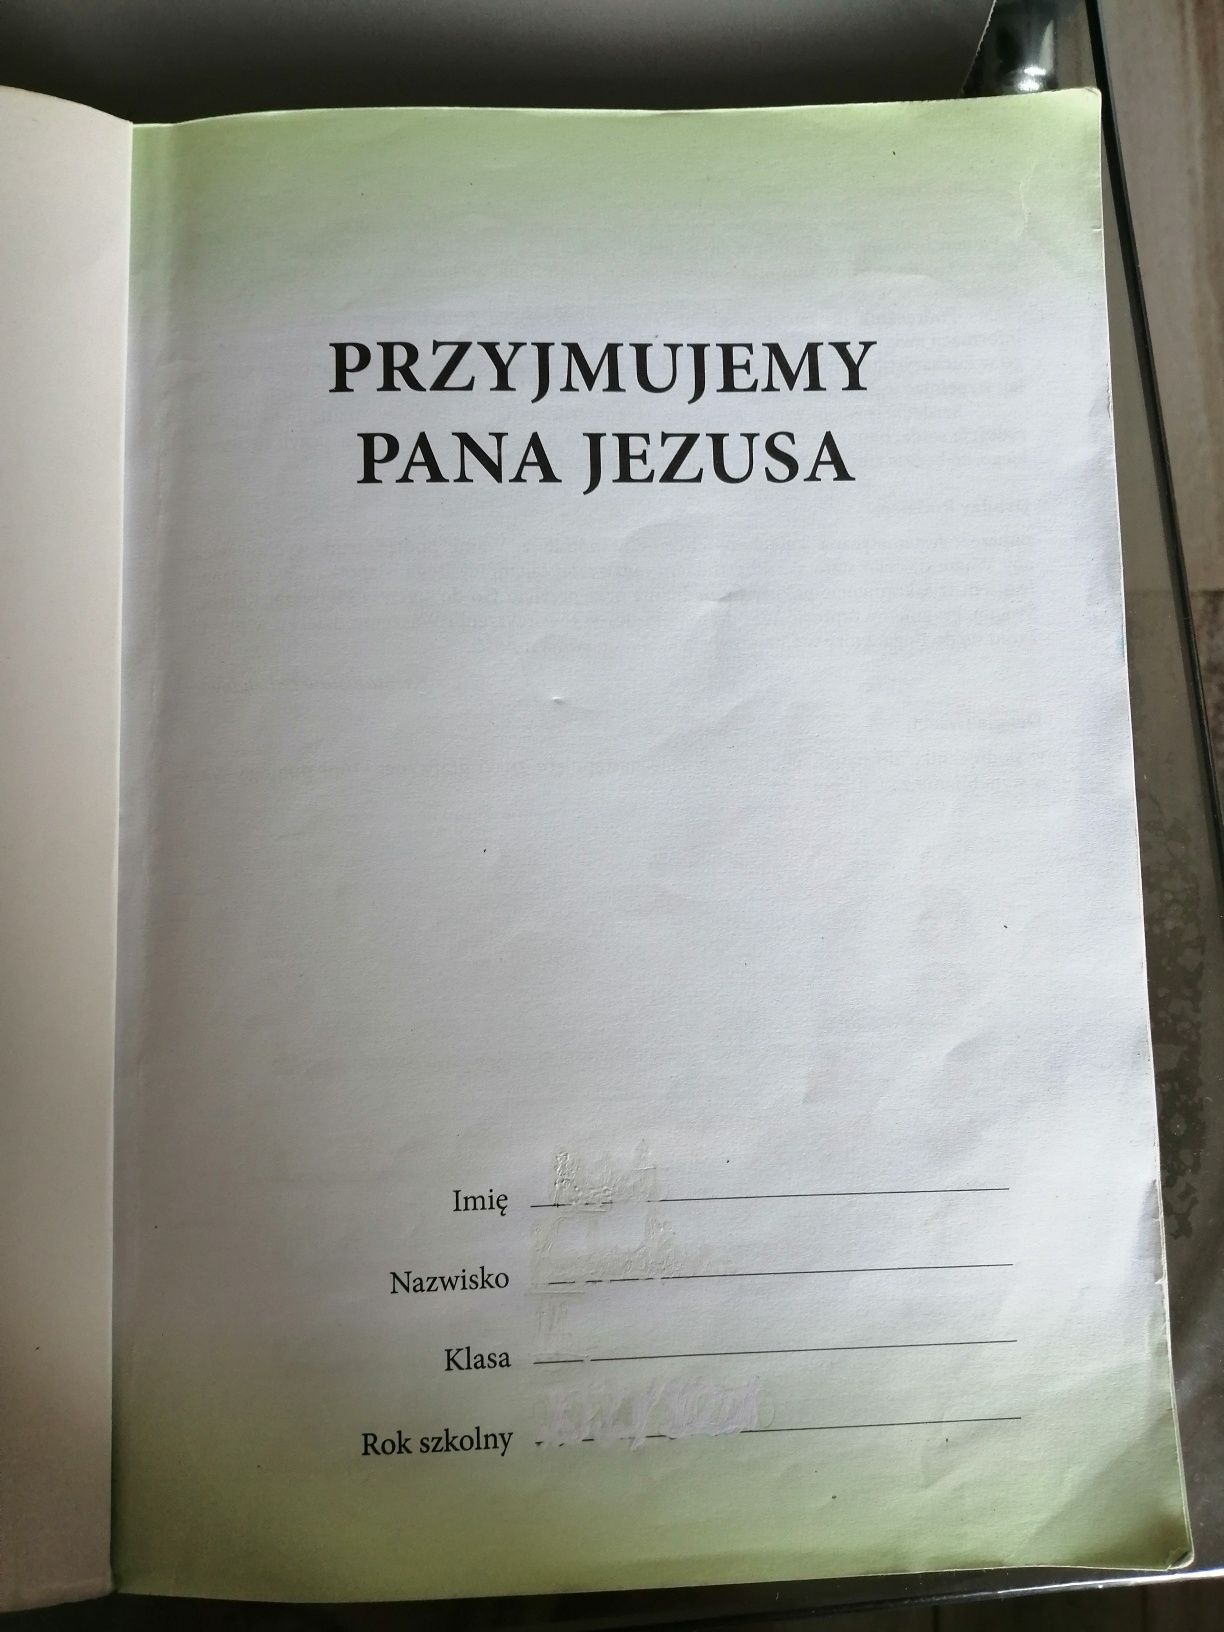 PRZYJMUJEMY
PANA JEZUSA
Imię
Nazwisko
Klasa
Rok szkolny